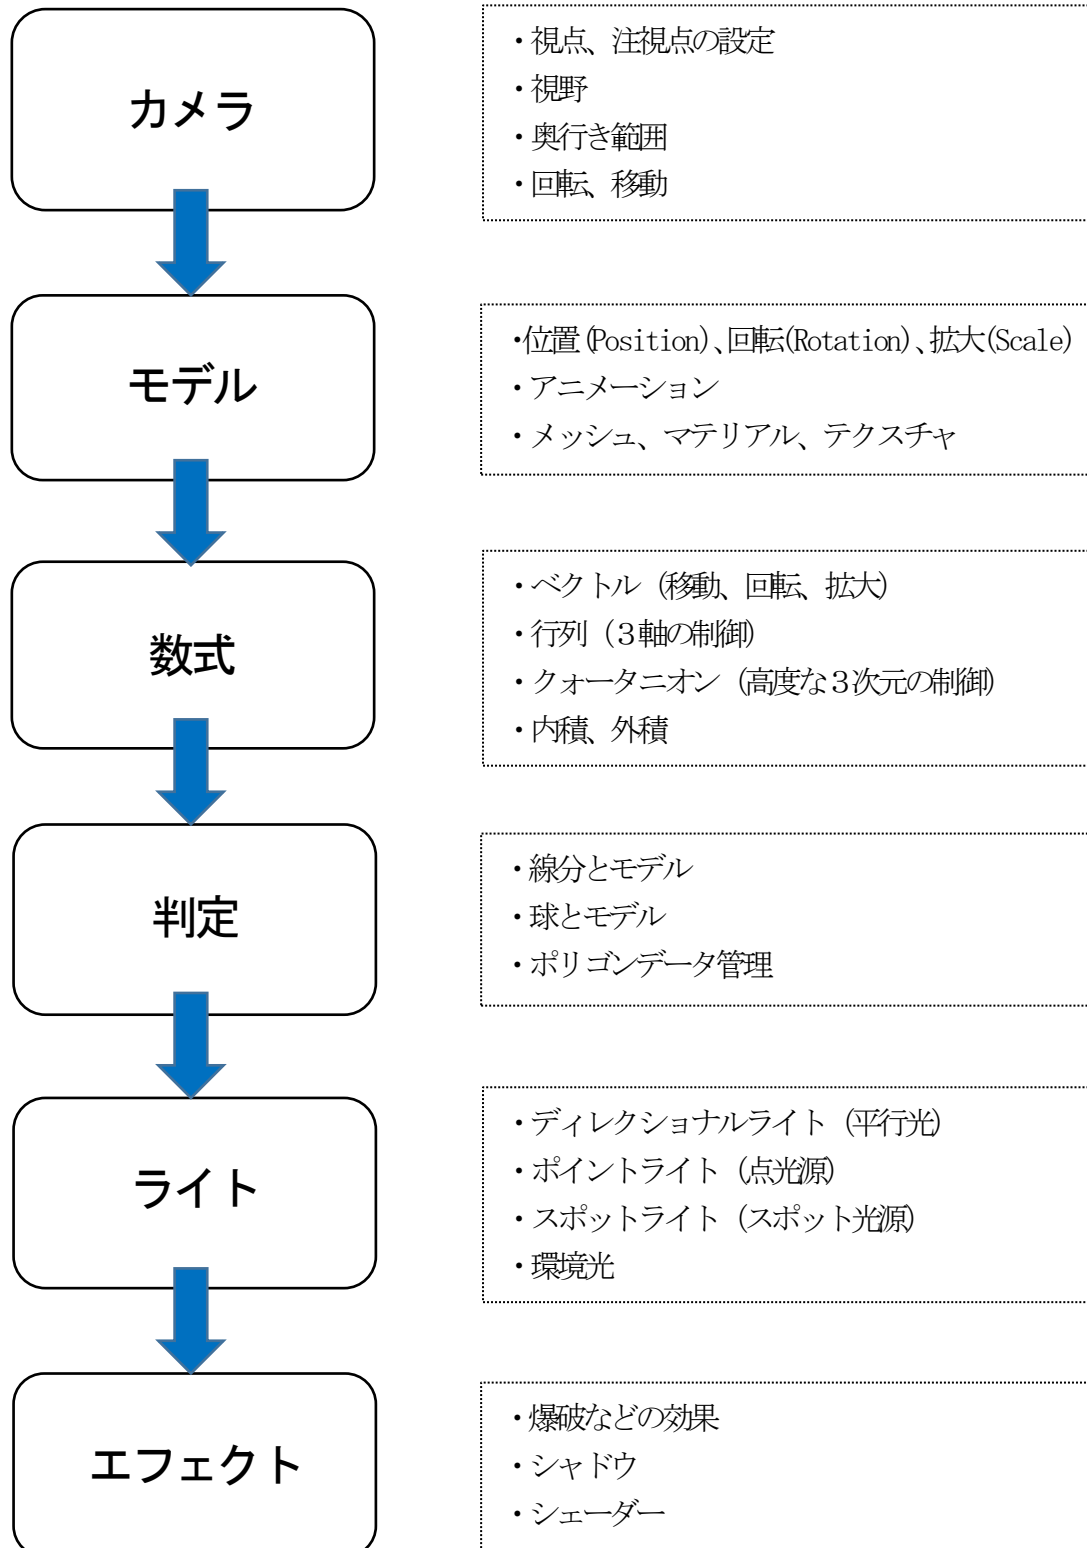 カメラ
・視点、注視点の設定
・視野
・奥行き範囲
・回転、移動
モデル
・位置(Position)、回転(Rotation)、拡大(Scale)
・アニメーション
・メッシュ、マテリアル、テクスチャ
数式
・ベクトル（移動、回転、拡大）
・行列（３軸の制御）
・クォータニオン（高度な３次元の制御）
・内積、外積
判定
・線分とモデル
・球とモデル
・ポリゴンデータ管理
ライト
・ディレクショナルライト（平行光）
・ポイントライト（点光源）
・スポットライト（スポット光源）
・環境光
エフェクト
・爆破などの効果
・シャドウ
・シェーダー